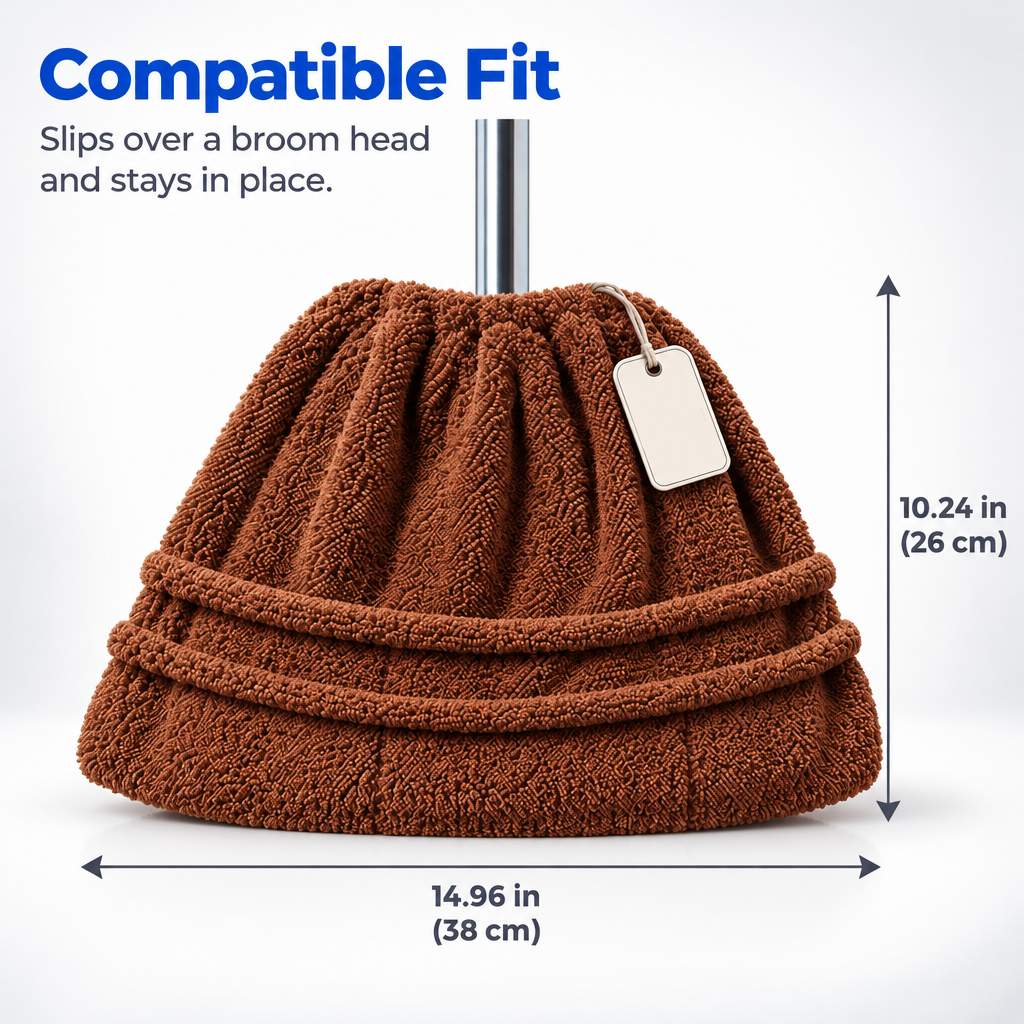 Compatible Fit
Slips over a broom head
and stays in place.
10.24 in
(26 cm)
14.96 in
(38 cm)